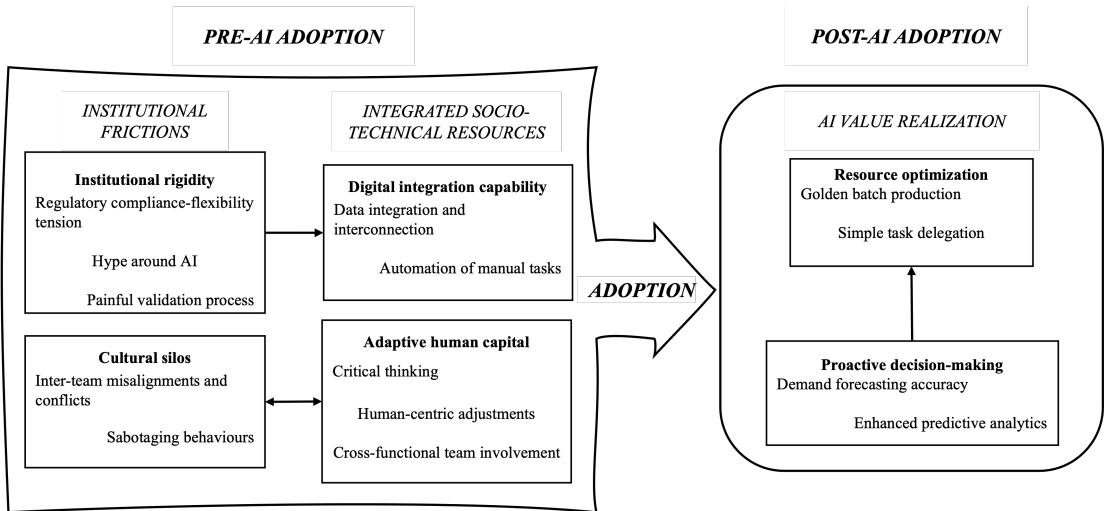 PRE-AI ADOPTION
POST-AI ADOPTION
INSTITUTIONAL
FRICTIONS
INTEGRATED SOCIO-
TECHNICAL RESOURCES
AI VALUE REALIZATION
Institutional rigidity
Regulatory compliance-flexibility
tension
Hype around AI
Painful validation process
Digital integration capability
Data integration and
interconnection
Automation of manual tasks
Cultural silos
Inter-team misalignments and
conflicts
Sabotaging behaviours
Adaptive human capital
Critical thinking
Human-centric adjustments
Cross-functional team involvement
ADOPTION
Resource optimization
Golden batch production
Simple task delegation
Proactive decision-making
Demand forecasting accuracy
Enhanced predictive analytics